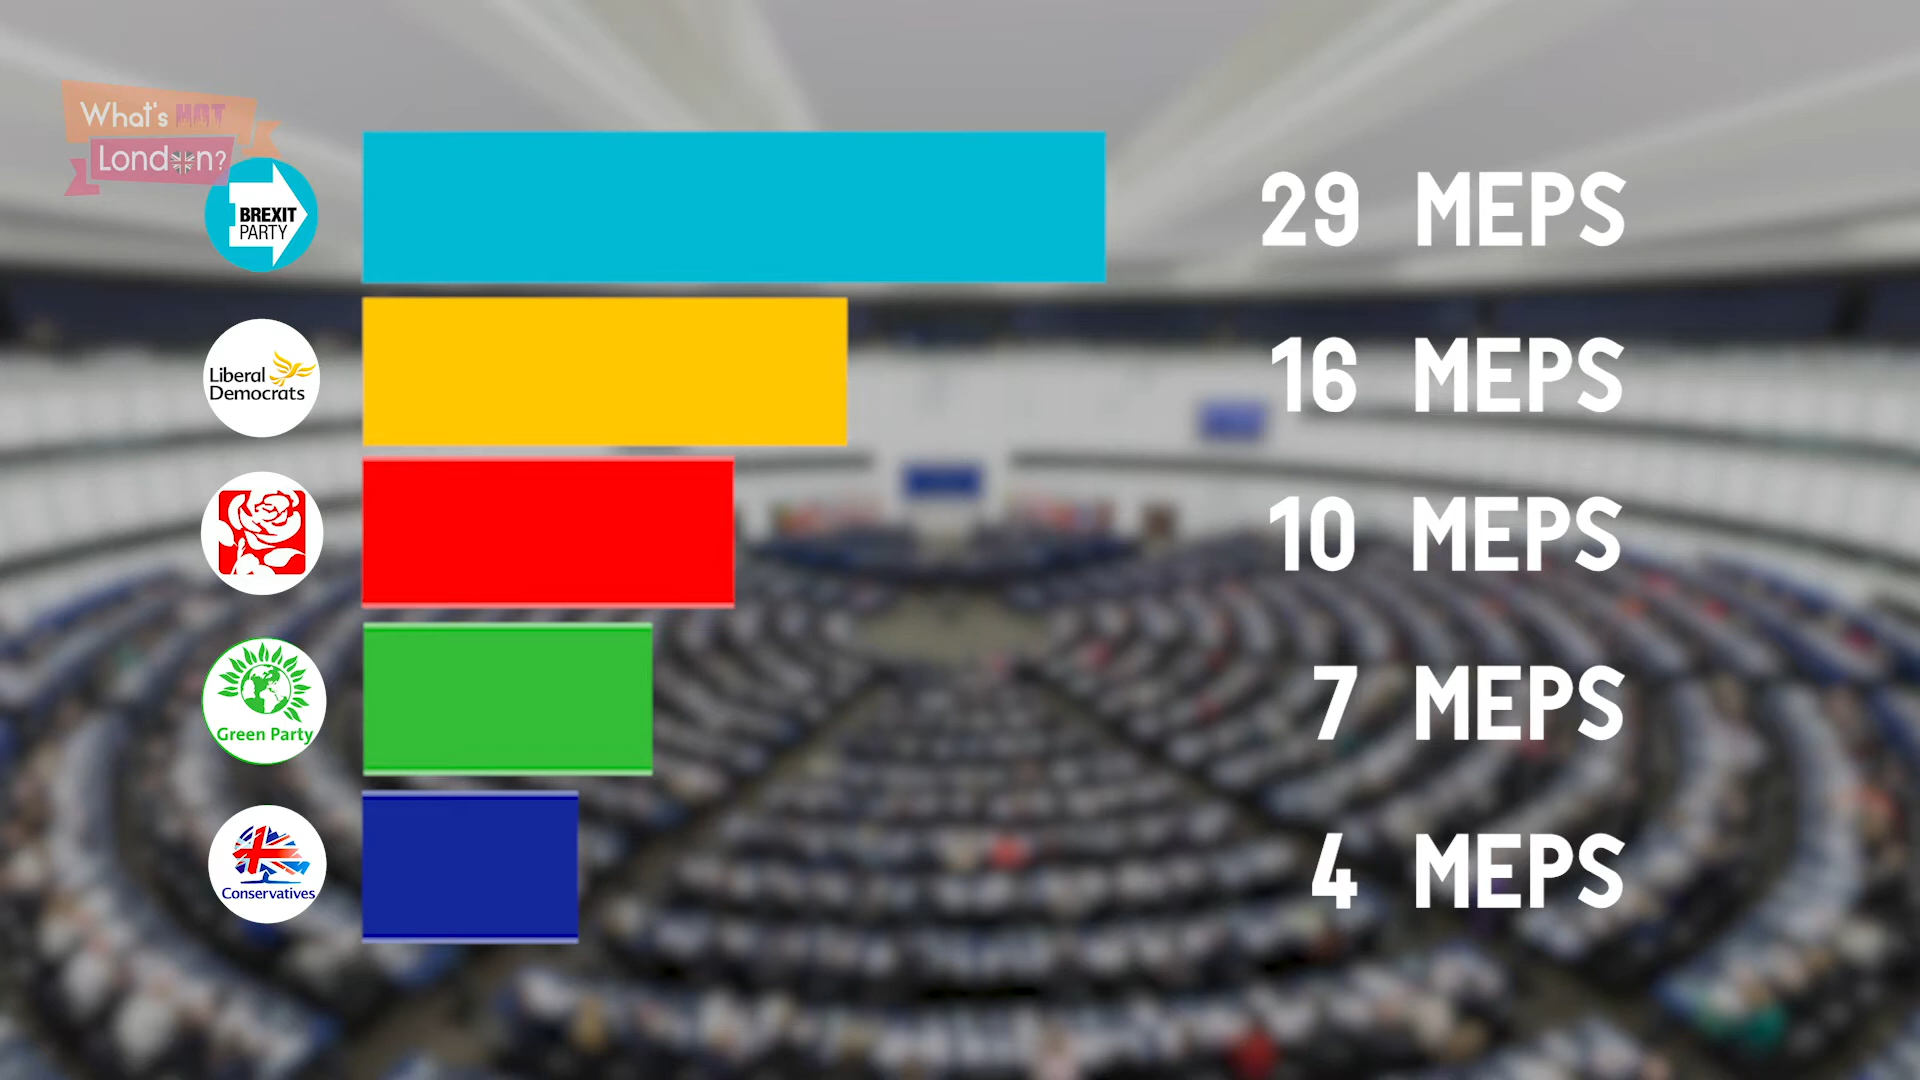 What's HOT
London?
BREXIT
PARTY
29 MEPS
Liberal
Democrats
16 MEPS
10 MEPS
Green Party
7 MEPS
Conservatives
4 MEPS